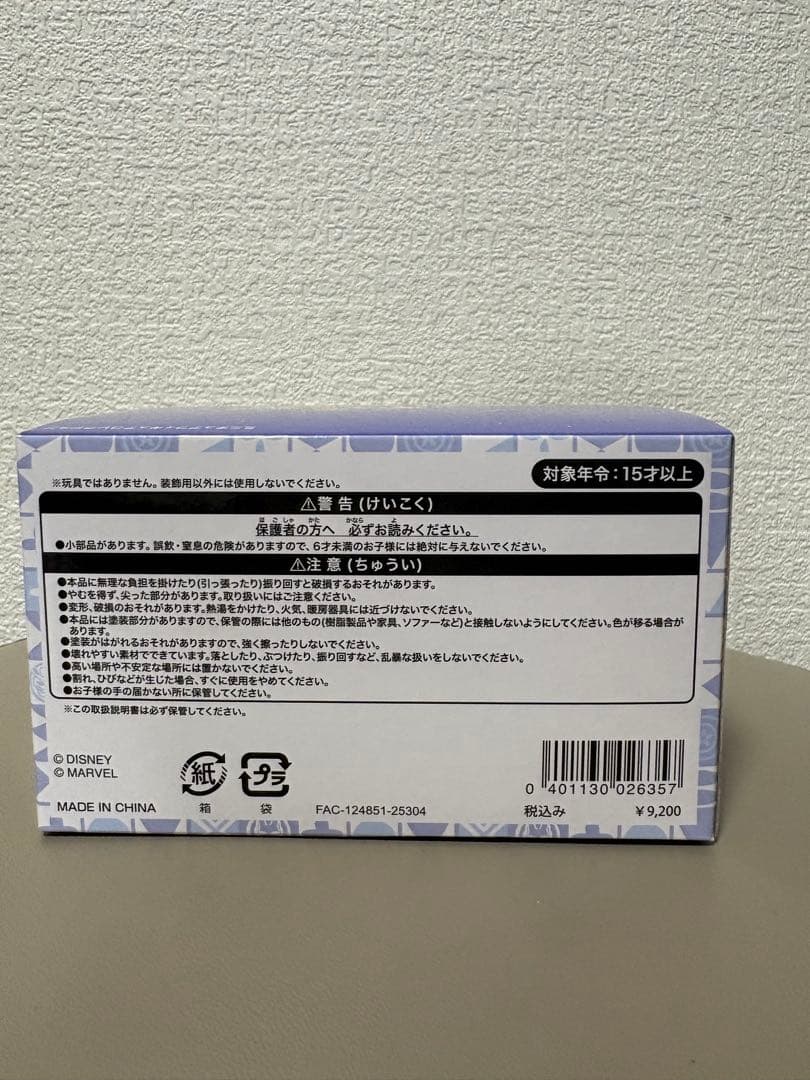 対象年令：15才以上
※玩具ではありません。装飾用以外には使用しないでください。
⚠警告(けいこく)
保護者の方へ 必ずお読みください。
●小部品があります。誤飲・窒息の危険がありますので、6才未満のお子様には絶対に与えないでください。
⚠注意(ちゅうい)
●本品に無理な負担を掛けたり(引っ張ったり)振り回すと破損するおそれがあります。
●やむを得ず、尖った部分があります。取り扱いにはご注意ください。
●変形、破損のおそれがあります。熱湯をかけたり、火気、暖房器具には近づけないでください。
●本品には塗装部分がありますので、保管の際には他のもの(樹脂製品や家具、ソファーなど)と接触しないようにしてください。色が移る場合が
あります。
●塗装がはがれるおそれがありますので、強く擦ったりしないでください。
●壊れやすい素材でできています。落としたり、ぶつけたり、振り回すなど、乱暴な扱いをしないでください。
●高い場所や不安定な場所には置かないでください。
●割れ、ひびなどが生じた場合、すぐに使用をやめてください。
●お子様の手の届かない所に保管してください。
※この取扱説明書は必ず保管してください。
© DISNEY
© MARVEL
紙
プラ
0 401130 026357
MADE IN CHINA
箱
袋
FAC-124851-25304
税込み
￥9,200